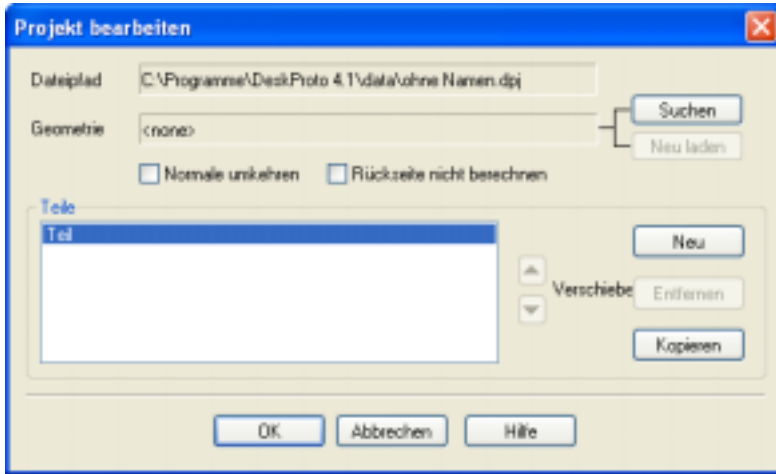 Projekt bearbeiten
Dateipfad C:\Programme\DeskProto 4.1\data\ohne Namen.dpj
Suchen
Geometrie <none>
Neu laden
Normale umkehren Rückseite nicht berechnen
Teile
Teil
Neu
Verschiebe Entfernen
Kopieren
OK Abbrechen Hilfe